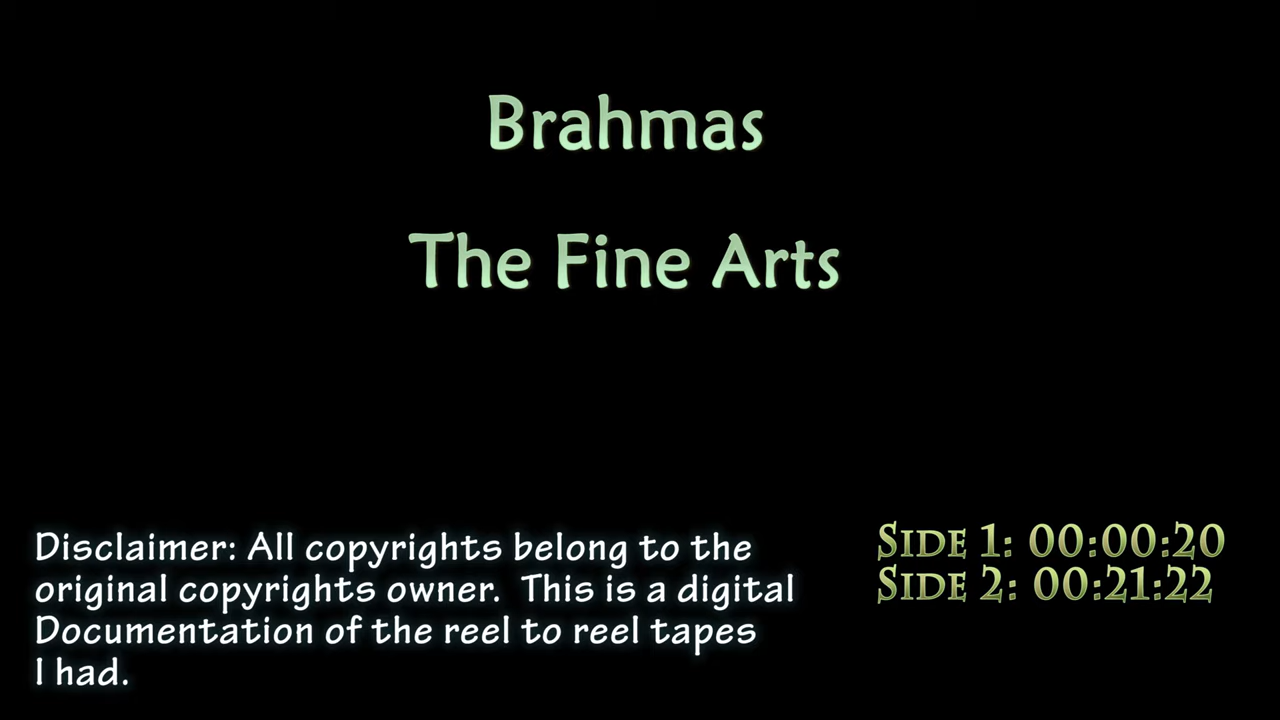 Brahmas
The Fine Arts
Disclaimer: All copyrights belong to the
original copyrights owner. This is a digital
Documentation of the reel to reel tapes
I had.
SIDE 1: 00:00:20
SIDE 2: 00:21:22